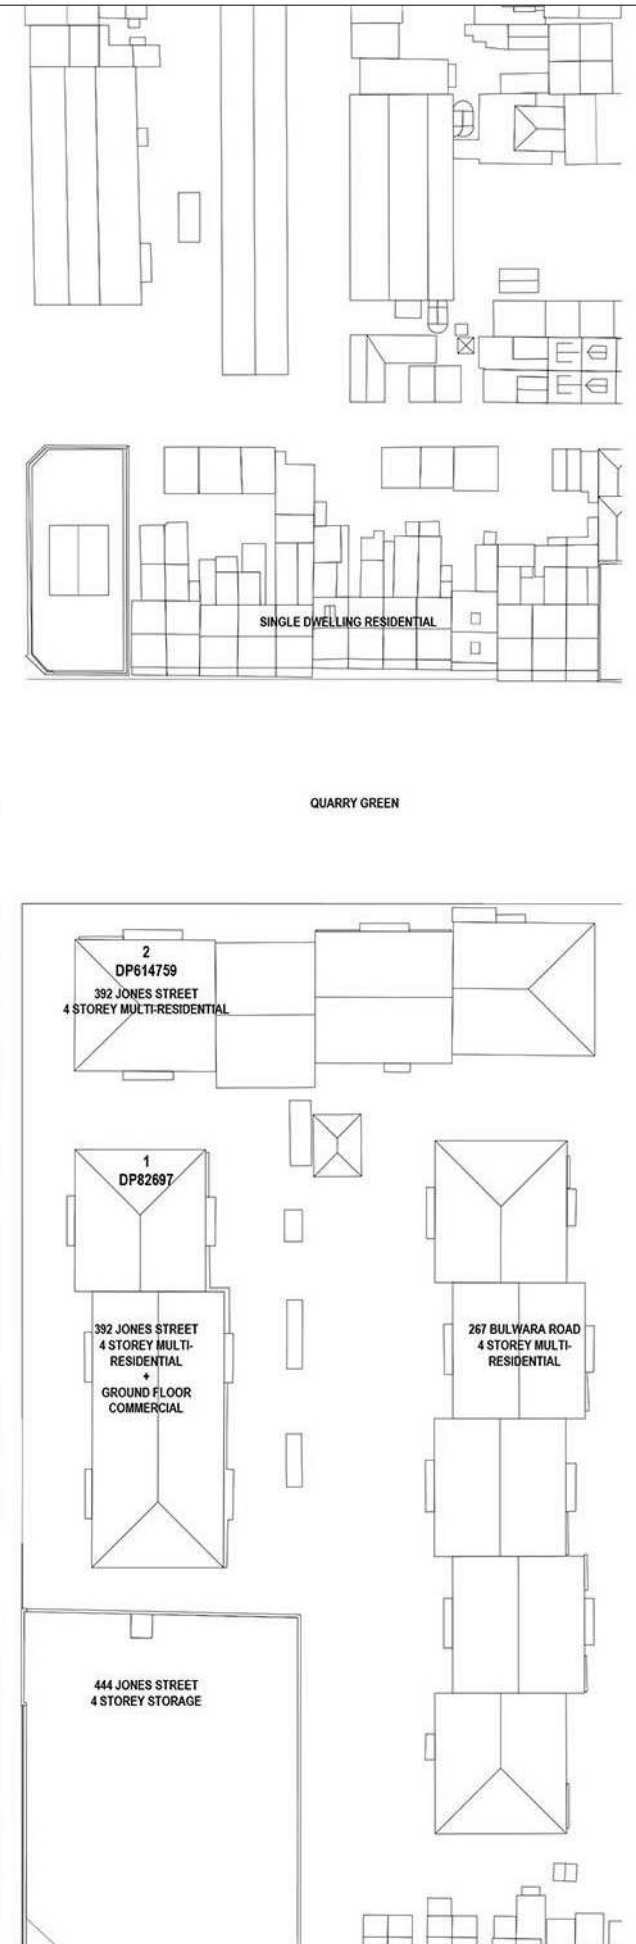 SINGLE DWELLING RESIDENTIAL
QUARRY GREEN
2
DP614759
392 JONES STREET
4 STOREY MULTI-RESIDENTIAL
1
DP82697
392 JONES STREET
4 STOREY MULTI-
RESIDENTIAL
+
GROUND FLOOR
COMMERCIAL
267 BULWARA ROAD
4 STOREY MULTI-
RESIDENTIAL
444 JONES STREET
4 STOREY STORAGE